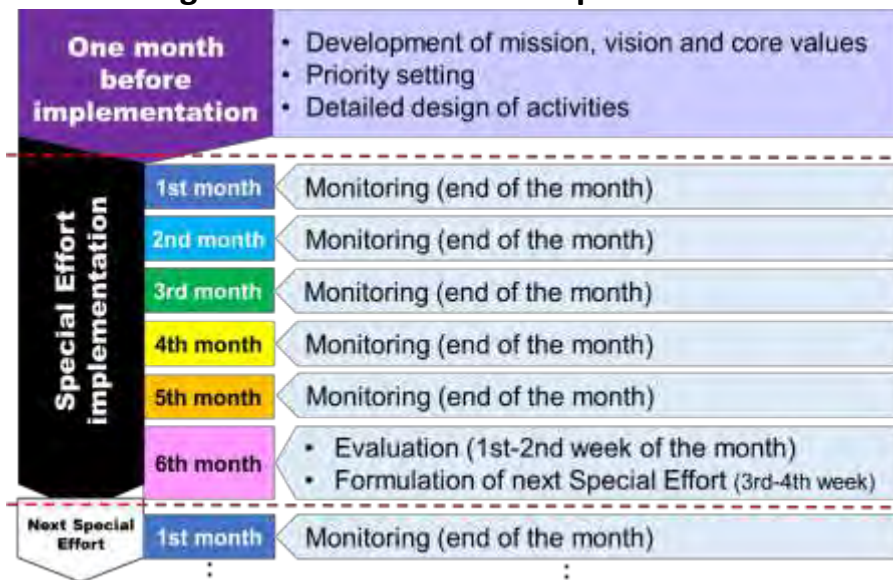 One month
before
implementation
• Development of mission, vision and core values
• Priority setting
• Detailed design of activities
Special Effort
implementation
1st month
Monitoring (end of the month)
2nd month
Monitoring (end of the month)
3rd month
Monitoring (end of the month)
4th month
Monitoring (end of the month)
5th month
Monitoring (end of the month)
6th month
• Evaluation (1st-2nd week of the month)
• Formulation of next Special Effort (3rd-4th week)
Next Special
Effort
1st month
Monitoring (end of the month)